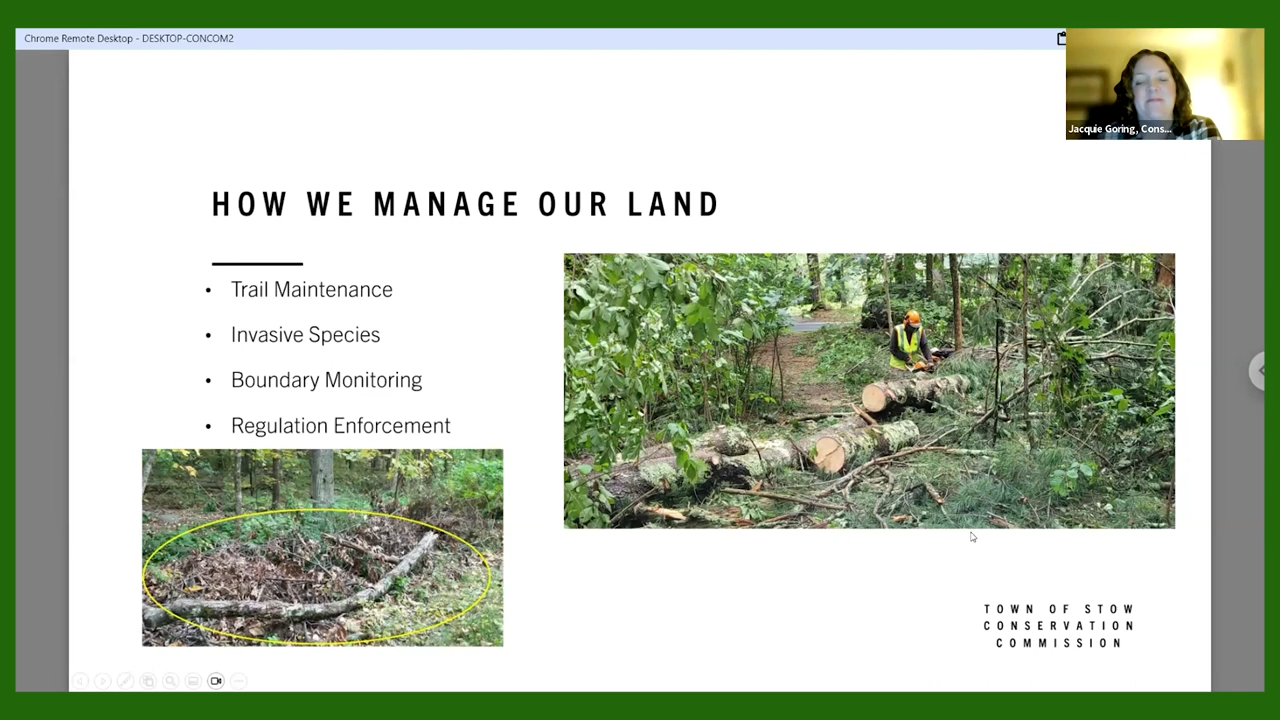 Chrome Remote Desktop - DESKTOP-CONCOM2
Jacquie Goring, Cons...
HOW WE MANAGE OUR LAND
• Trail Maintenance
• Invasive Species
• Boundary Monitoring
• Regulation Enforcement
TOWN OF STOW
CONSERVATION
COMMISSION